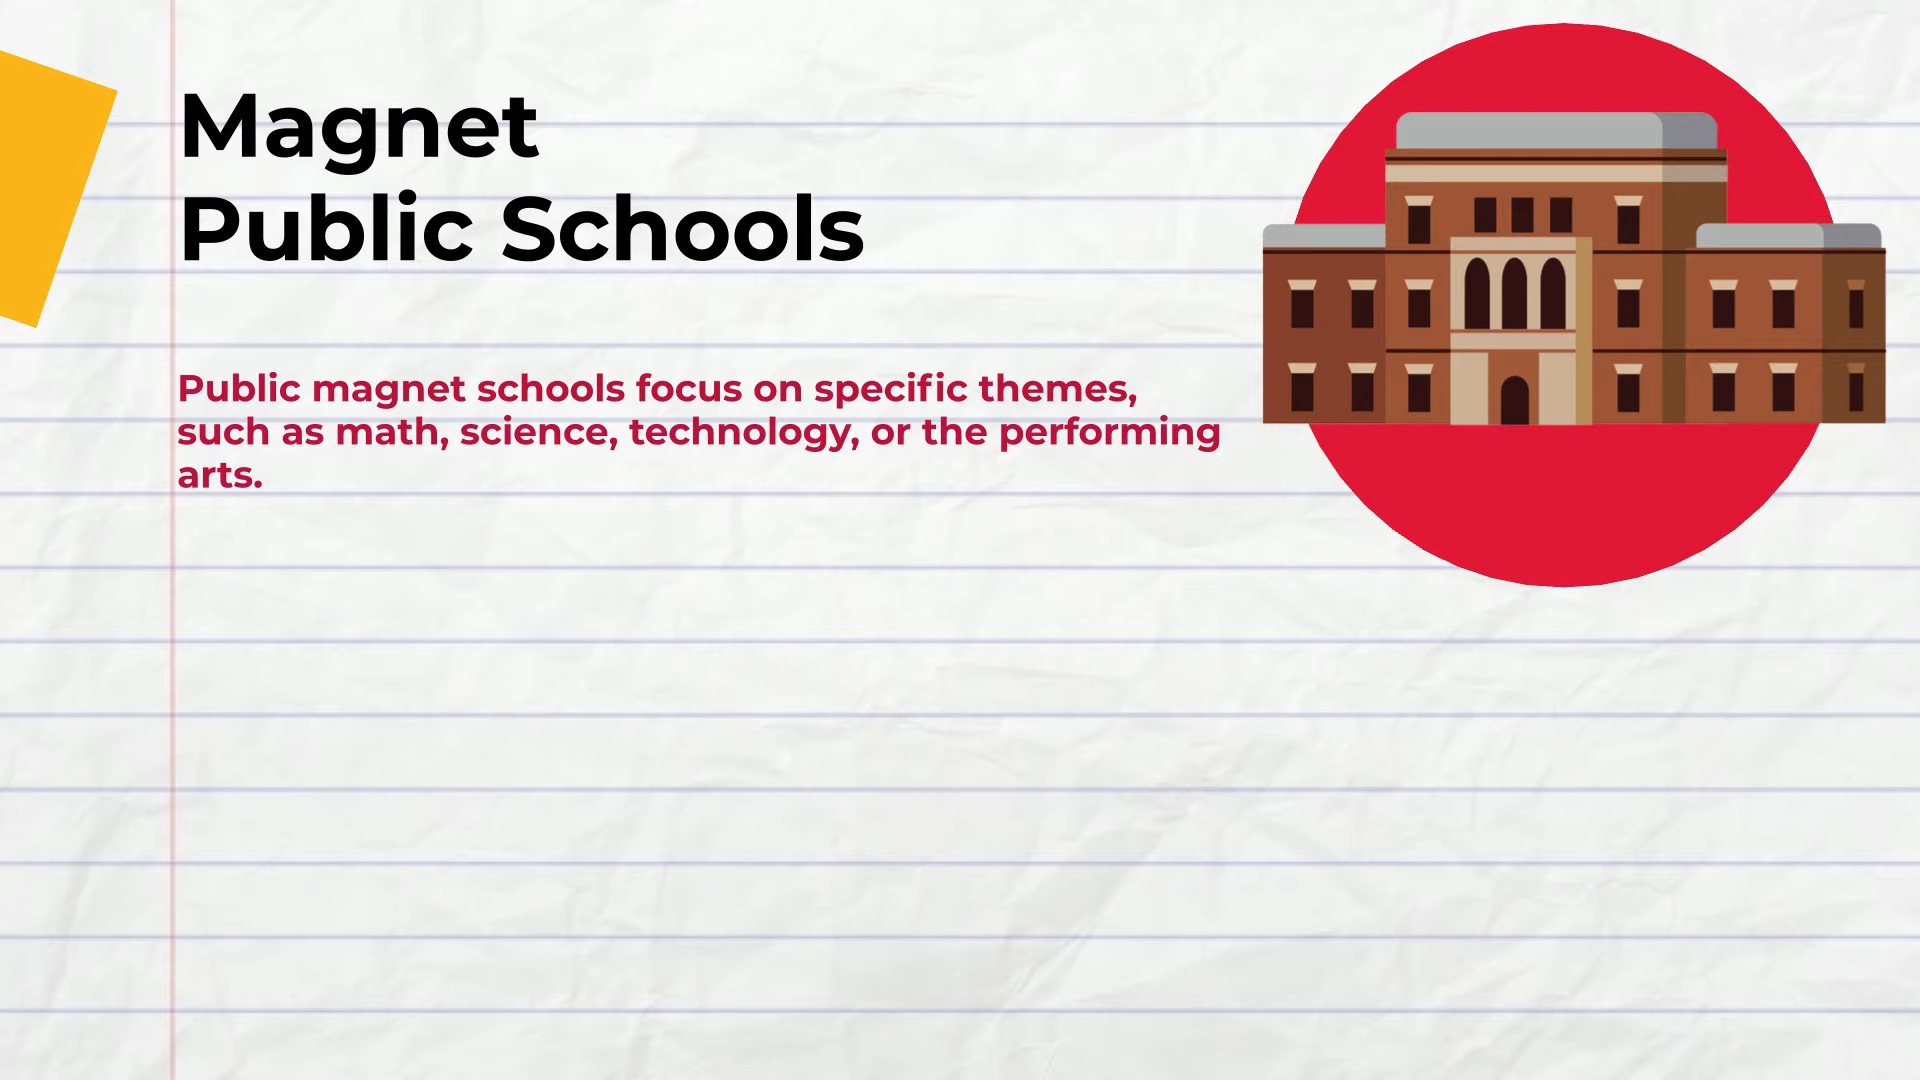 Magnet
Public Schools
Public magnet schools focus on specific themes,
such as math, science, technology, or the performing
arts.